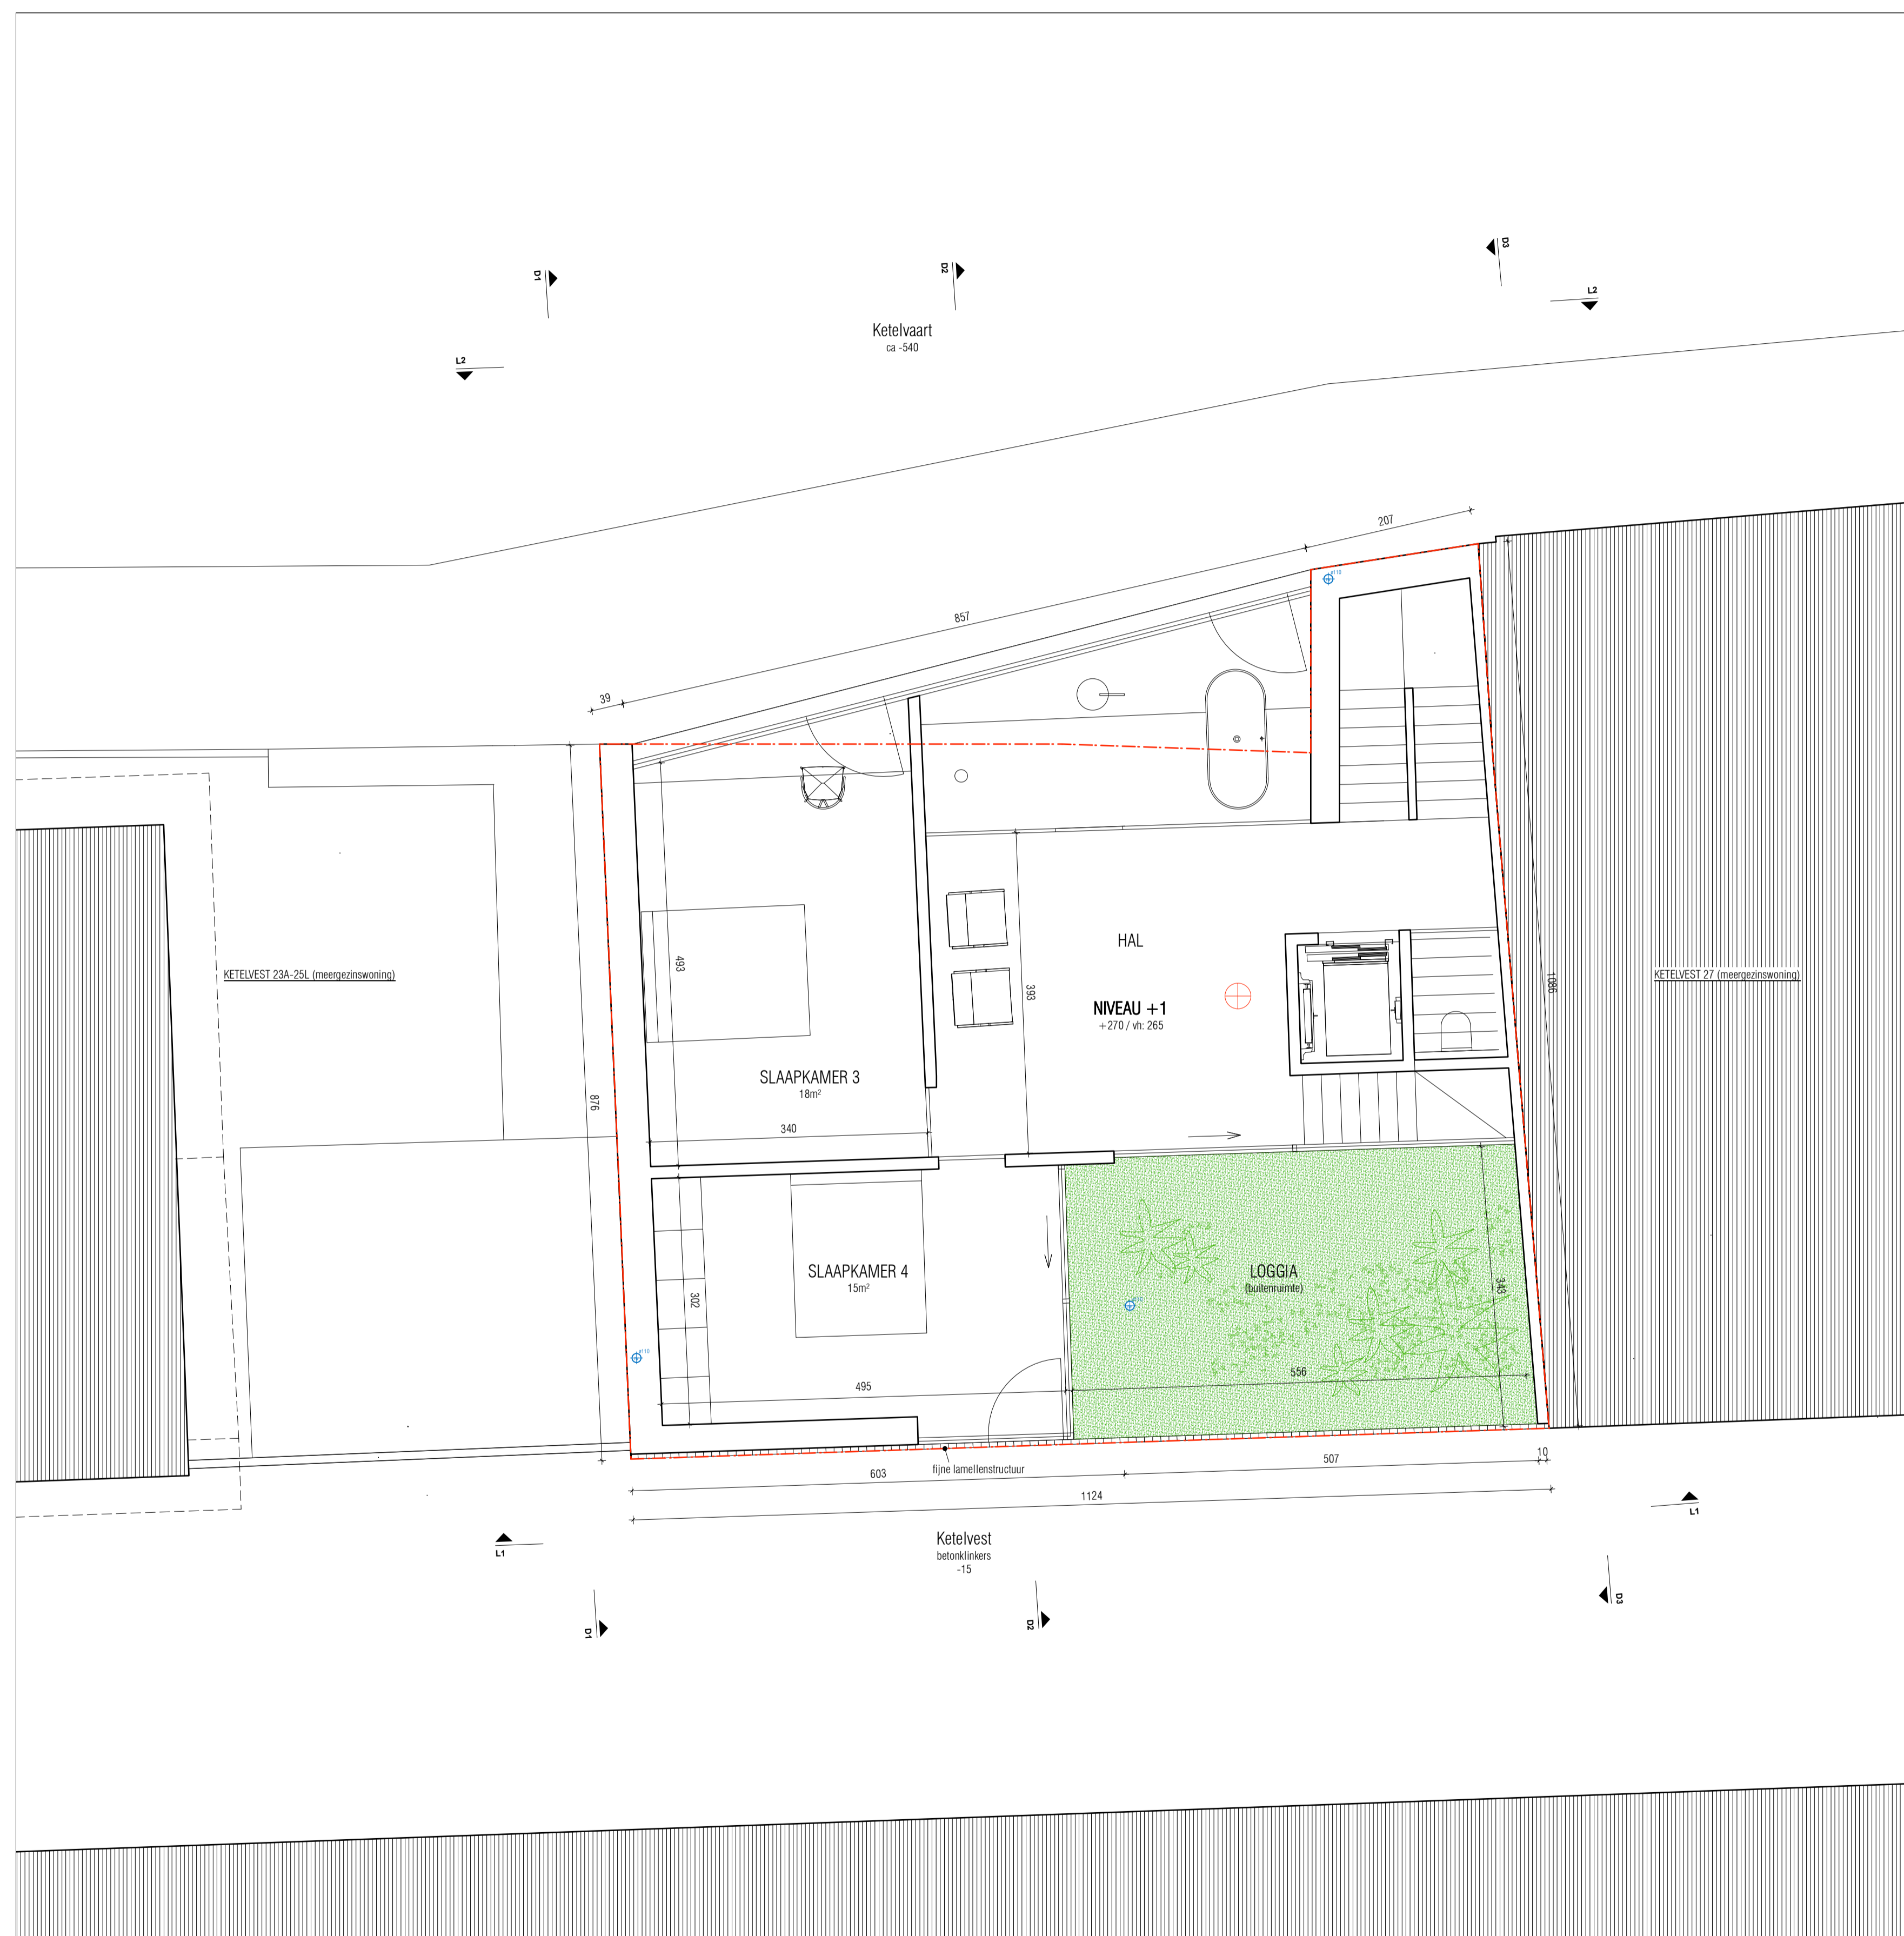 D1
D2
D3
L2
Ketelvaart
ca -540
L2
207
857
39
ø110
KETELVEST 23A-25L (meergezinswoning)
493
HAL
393
NIVEAU +1
+270 / vh: 265
1086
KETELVEST 27 (meergezinswoning)
SLAAPKAMER 3
18m²
876
340
SLAAPKAMER 4
15m²
302
LOGGIA
(buitenruimte)
343
ø110
495
556
fijne lamellenstructuur
603
507
10
1124
Ketelvest
betonklinkers
-15
L1
L1
D1
D2
D3